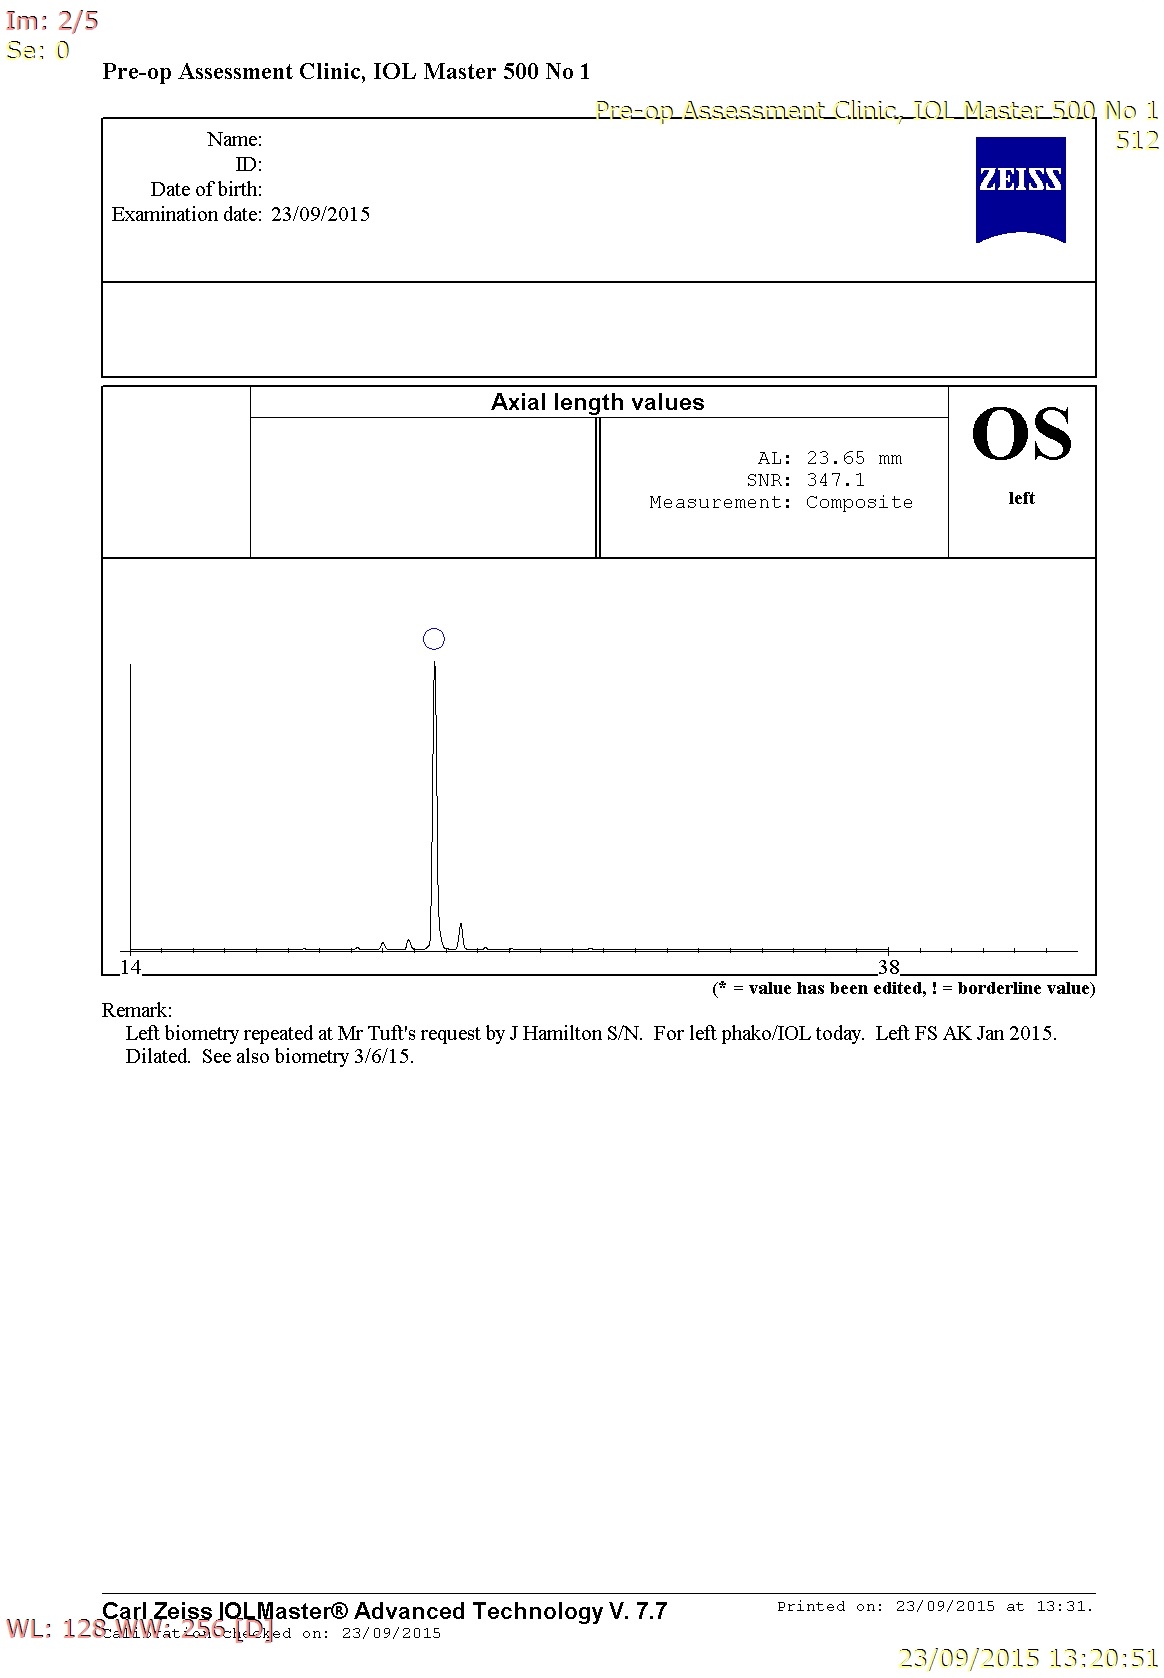 Im: 2/5
Se: 0
Pre-op Assessment Clinic, IOL Master 500 No 1
Pre-op Assessment Clinic, IOL Master 500 No 1
512
Name:
ID:
Date of birth:
Examination date: 23/09/2015
ZEISS
Axial length values
OS
left
AL: 23.65 mm
SNR: 347.1
Measurement: Composite
14
38
(* = value has been edited, ! = borderline value)
Remark:
Left biometry repeated at Mr Tuft's request by J Hamilton S/N. For left phako/IOL today. Left FS AK Jan 2015.
Dilated. See also biometry 3/6/15.
Carl Zeiss IOLMaster® Advanced Technology V. 7.7
Printed on: 23/09/2015 at 13:31.
WL: 128 WW: 256 [D]
Calibration checked on: 23/09/2015
23/09/2015 13:20:51